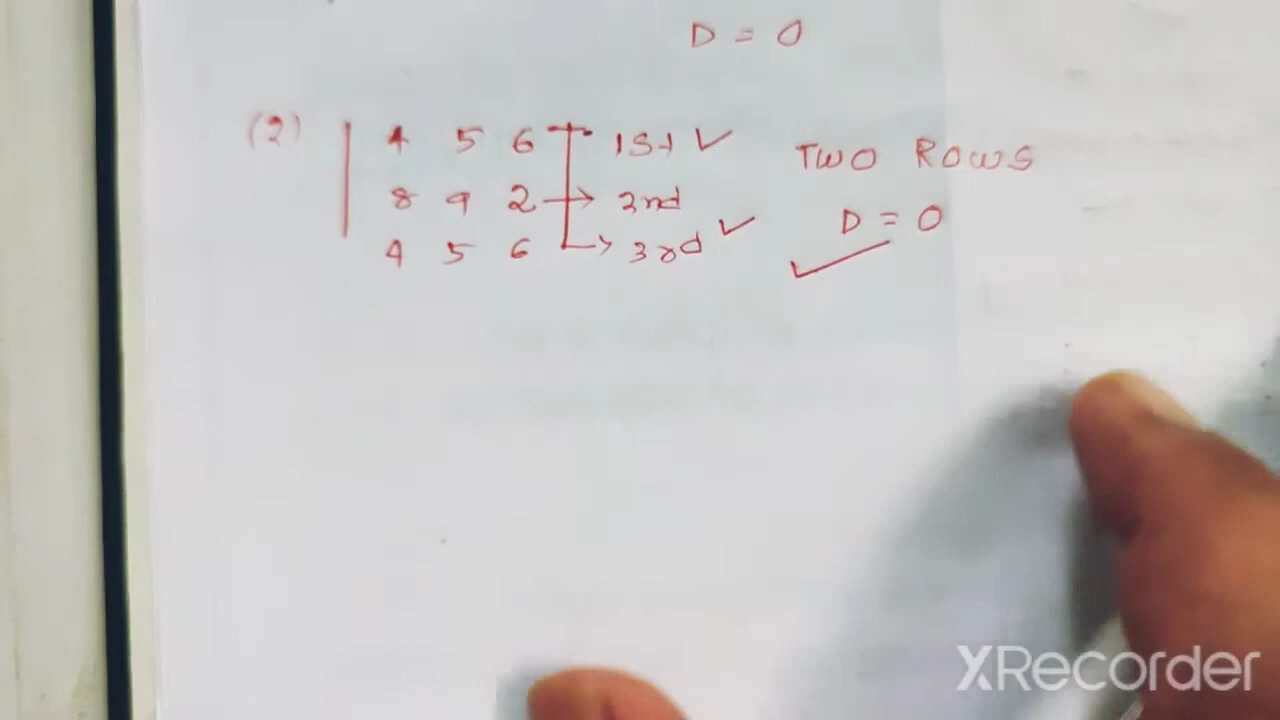 D = 0
(2) | 4 5 6 1st ✓ TWO ROWS
8 9 2 → 2nd D = 0
4 5 6 → 3rd ✓
XRecorder